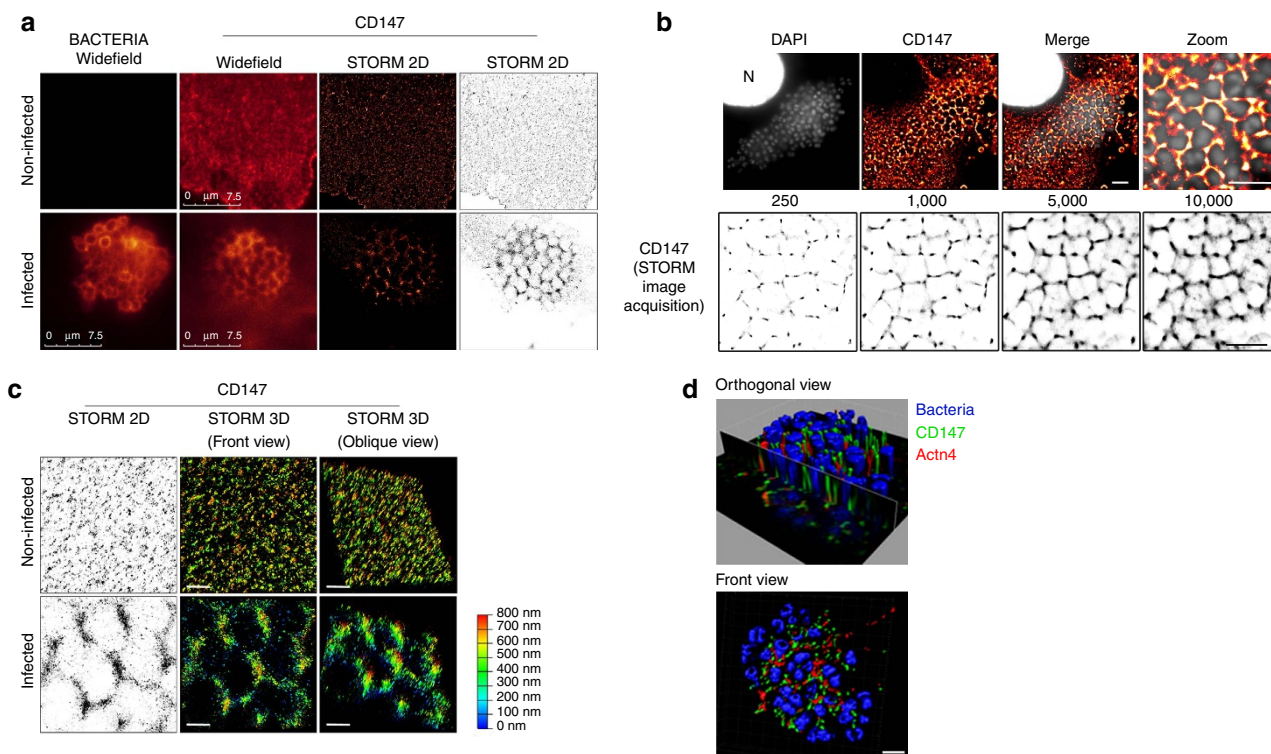 a
CD147
BACTERIA
Widefield
Widefield
STORM 2D
STORM 2D
Non-infected
0 μm 7.5
Infected
0 μm 7.5
0 μm 7.5
b
DAPI
CD147
Merge
Zoom
N
250
1,000
5,000
10,000
CD147
(STORM
image
acquisition)
c
CD147
STORM 2D
STORM 3D
(Front view)
STORM 3D
(Oblique view)
Non-infected
Infected
800 nm
700 nm
600 nm
500 nm
400 nm
300 nm
200 nm
100 nm
0 nm
d
Orthogonal view
Bacteria
CD147
Actn4
Front view